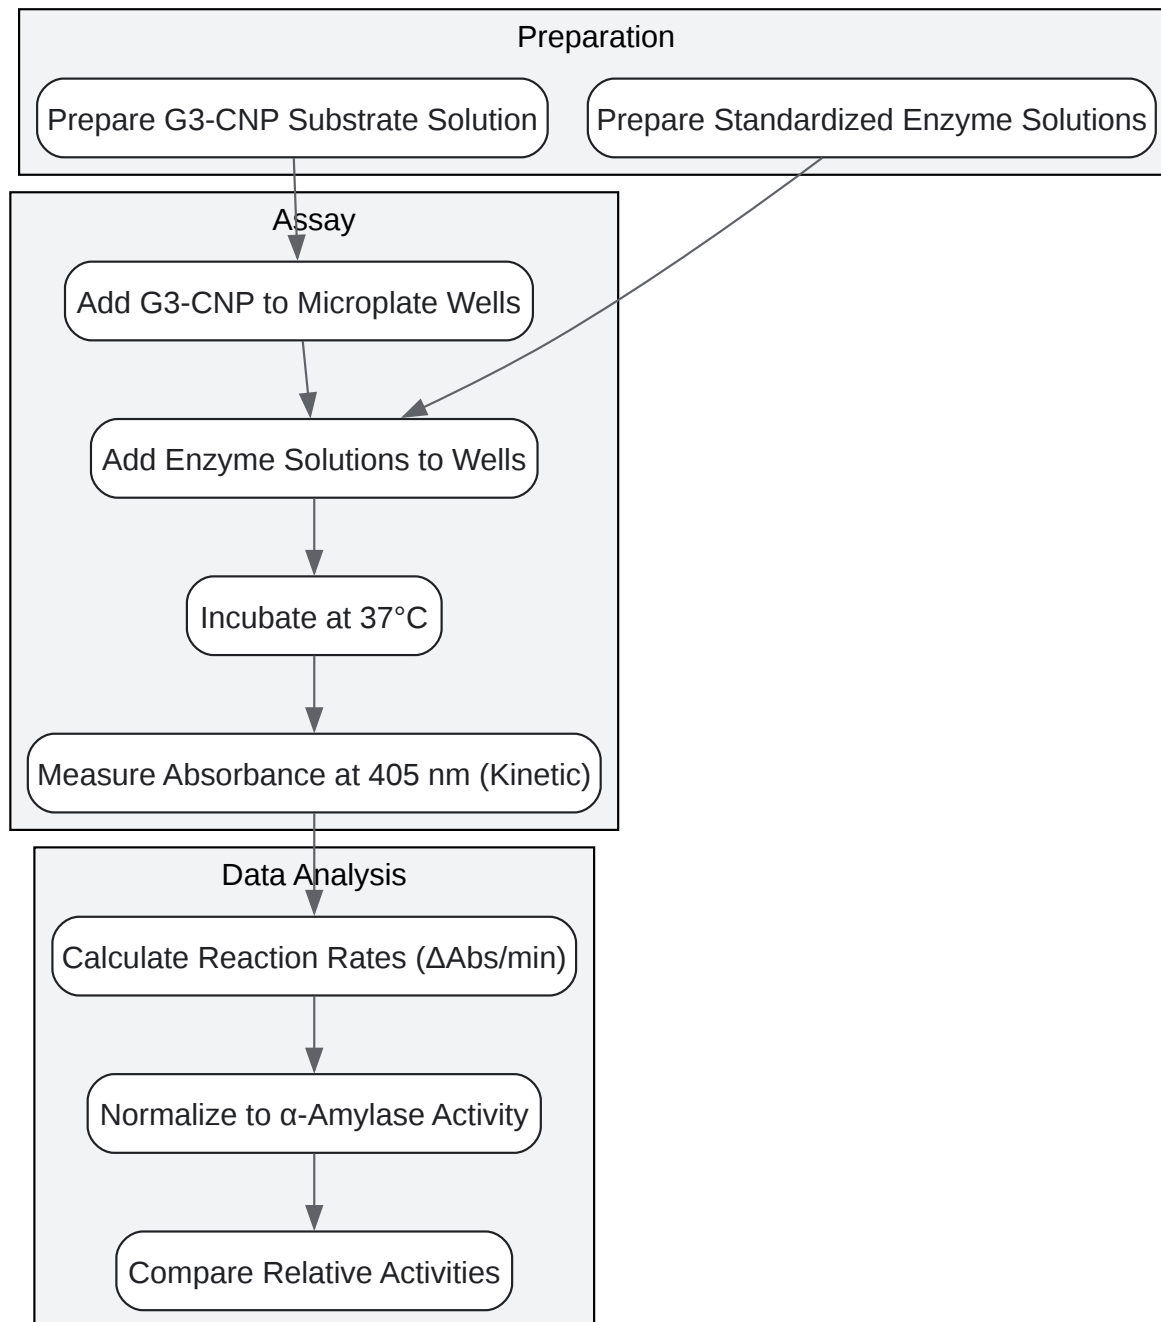 Preparation
Prepare G3-CNP Substrate Solution
Prepare Standardized Enzyme Solutions
Assay
Add G3-CNP to Microplate Wells
Add Enzyme Solutions to Wells
Incubate at 37°C
Measure Absorbance at 405 nm (Kinetic)
Data Analysis
Calculate Reaction Rates (ΔAbs/min)
Normalize to α-Amylase Activity
Compare Relative Activities